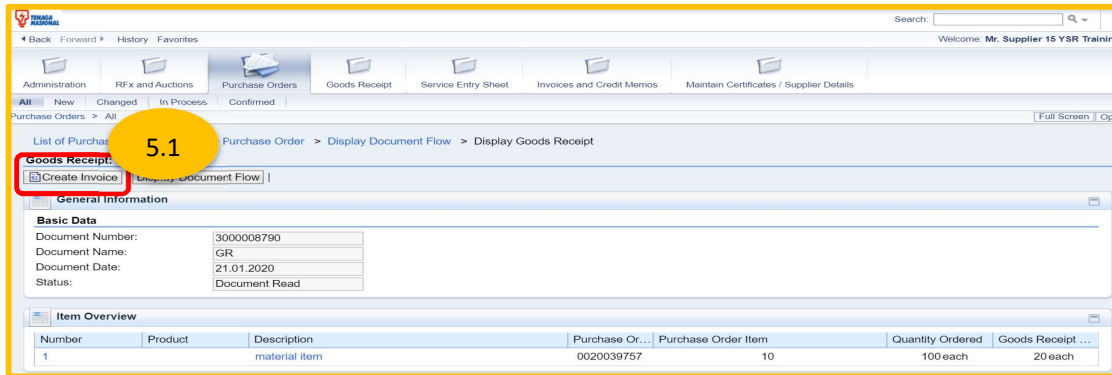 TENAGA NASIONAL Search:
Back Forward History Favorites Welcome: Mr. Supplier 15 YSR Trainin
Administration RFx and Auctions Purchase Orders Goods Receipt Service Entry Sheet Invoices and Credit Memos Maintain Certificates / Supplier Details
All New Changed In Process Confirmed
Purchase Orders > All Full Screen Op
List of Purchas Purchase Order > Display Document Flow > Display Goods Receipt
5.1
Goods Receipt:
Create Invoice Display Document Flow
General Information
Basic Data
Document Number: 3000008790
Document Name: GR
Document Date: 21.01.2020
Status: Document Read
Item Overview
Number Product Description Purchase Or... Purchase Order Item Quantity Ordered Goods Receipt ...
1 material item 0020039757 10 100 each 20 each